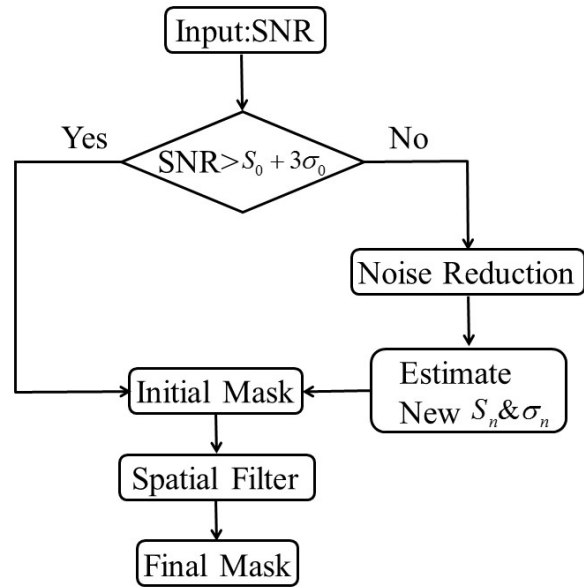 Input:SNR
Yes
No
SNR>S₀ + 3σ₀
Noise Reduction
Estimate
New Sₙ&σₙ
Initial Mask
Spatial Filter
Final Mask